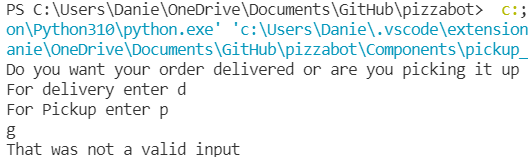 PS C:\Users\Danie\OneDrive\Documents\GitHub\pizzabot>  c:;
on\Python310\python.exe' 'c:\Users\Danie\.vscode\extension
anie\OneDrive\Documents\GitHub\pizzabot\Components\pickup_
Do you want your order delivered or are you picking it up
For delivery enter d
For Pickup enter p
g
That was not a valid input